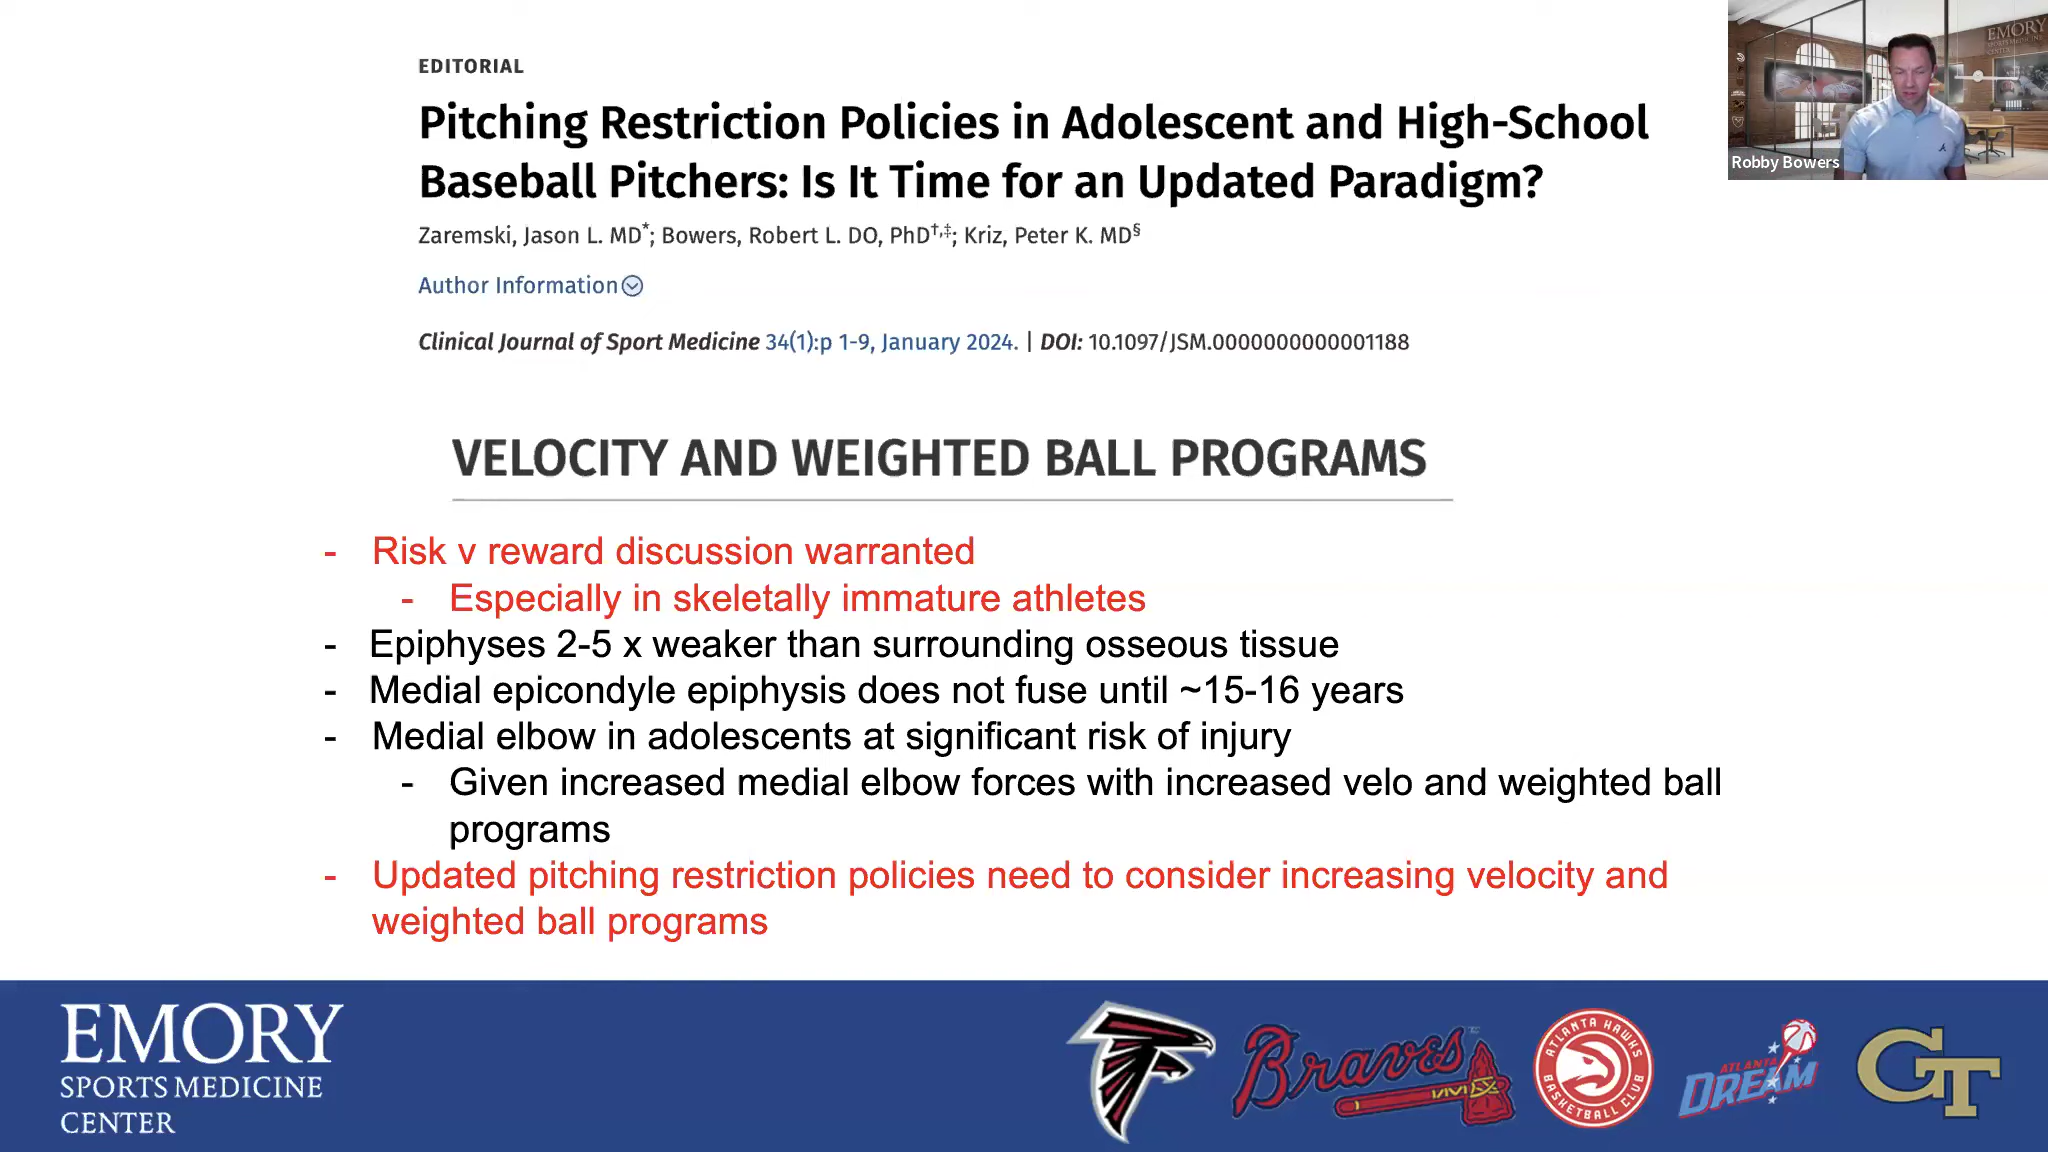 EDITORIAL
Pitching Restriction Policies in Adolescent and High-School
Baseball Pitchers: Is It Time for an Updated Paradigm?
Zaremski, Jason L. MD*; Bowers, Robert L. DO, PhD†,‡; Kriz, Peter K. MD§
Author Information
Clinical Journal of Sport Medicine 34(1):p 1-9, January 2024. | DOI: 10.1097/JSM.0000000000001188
EMORY
SPORTS MEDICINE
CENTER
Robby Bowers
VELOCITY AND WEIGHTED BALL PROGRAMS
- Risk v reward discussion warranted
- Especially in skeletally immature athletes
- Epiphyses 2-5 x weaker than surrounding osseous tissue
- Medial epicondyle epiphysis does not fuse until ~15-16 years
- Medial elbow in adolescents at significant risk of injury
- Given increased medial elbow forces with increased velo and weighted ball
programs
- Updated pitching restriction policies need to consider increasing velocity and
weighted ball programs
EMORY
SPORTS MEDICINE
CENTER
Braves
ATLANTA HAWKS
BASKETBALL CLUB
ATLANTA
DREAM
GT